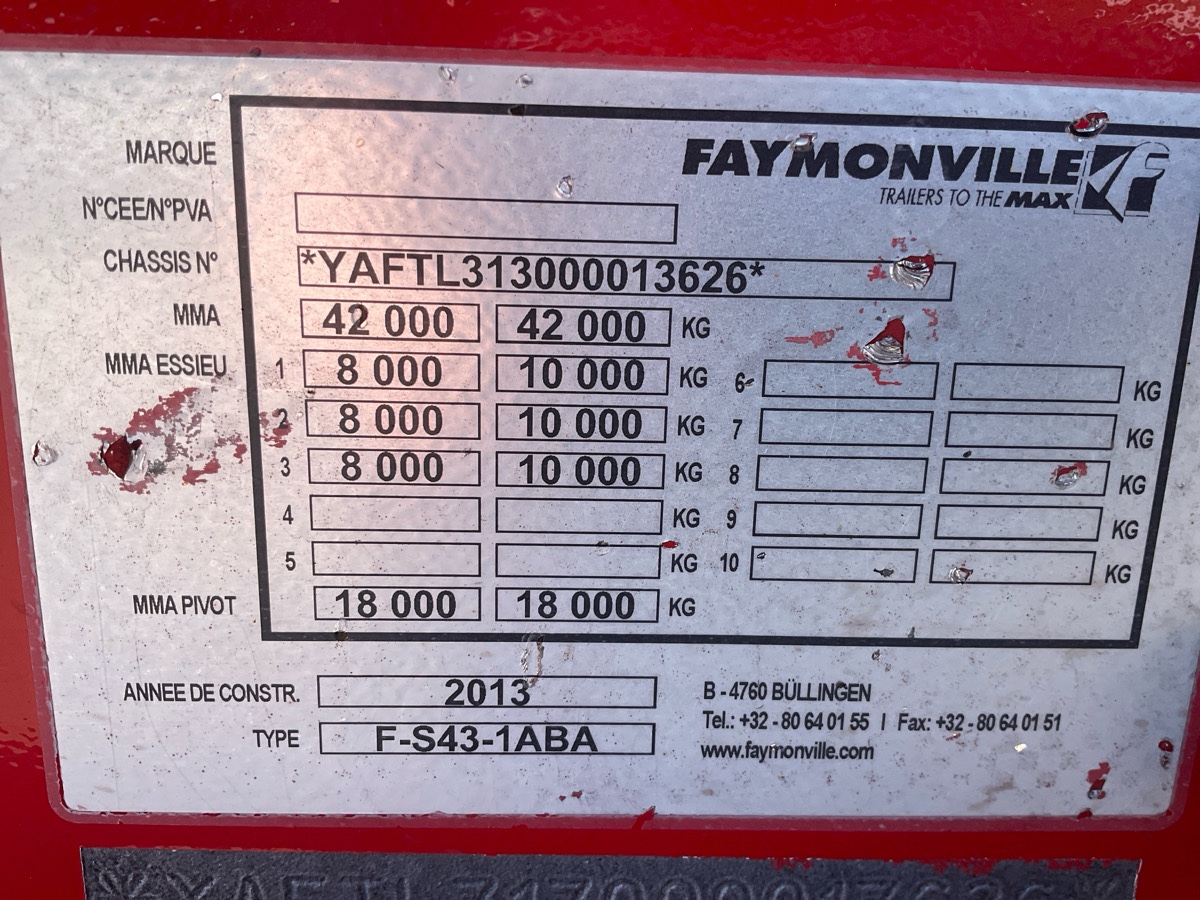 MARQUE FAYMONVILLE
TRAILERS TO THE MAX
N°CEE/N°PVA
CHASSIS N° *YAFTL313000013626*
MMA 42 000 42 000 KG
MMA ESSIEU 1 8 000 10 000 KG 6 KG
2 8 000 10 000 KG 7 KG
3 8 000 10 000 KG 8 KG
4 KG 9 KG
5 KG 10 KG
MMA PIVOT 18 000 18 000 KG
ANNEE DE CONSTR. 2013
TYPE F-S43-1ABA
B - 4760 BÜLLINGEN
Tel.: +32 - 80 64 01 55 I Fax: +32 - 80 64 01 51
www.faymonville.com
*YAFTL313000013626*